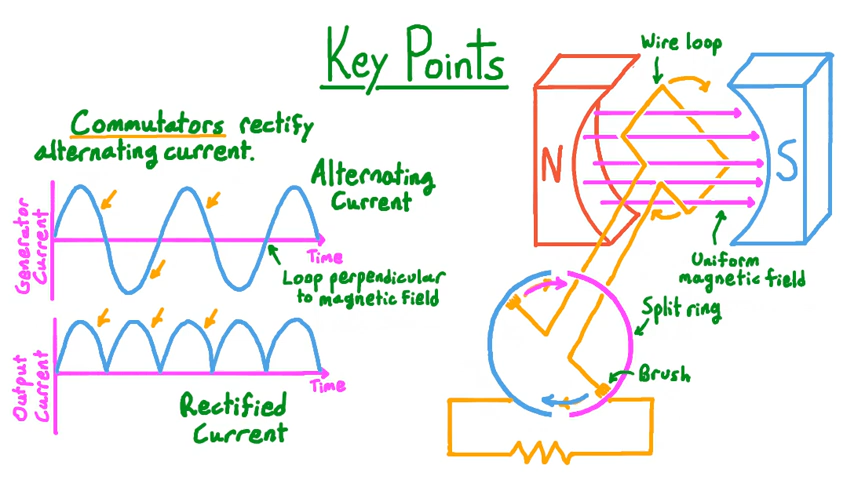 Key Points
Commutators rectify
alternating current.
Alternating
Current
Generator
Current
Time
Loop perpendicular
to magnetic field
Output
Current
Time
Rectified
Current
Wire loop
N
S
Uniform
magnetic field
Split ring
Brush